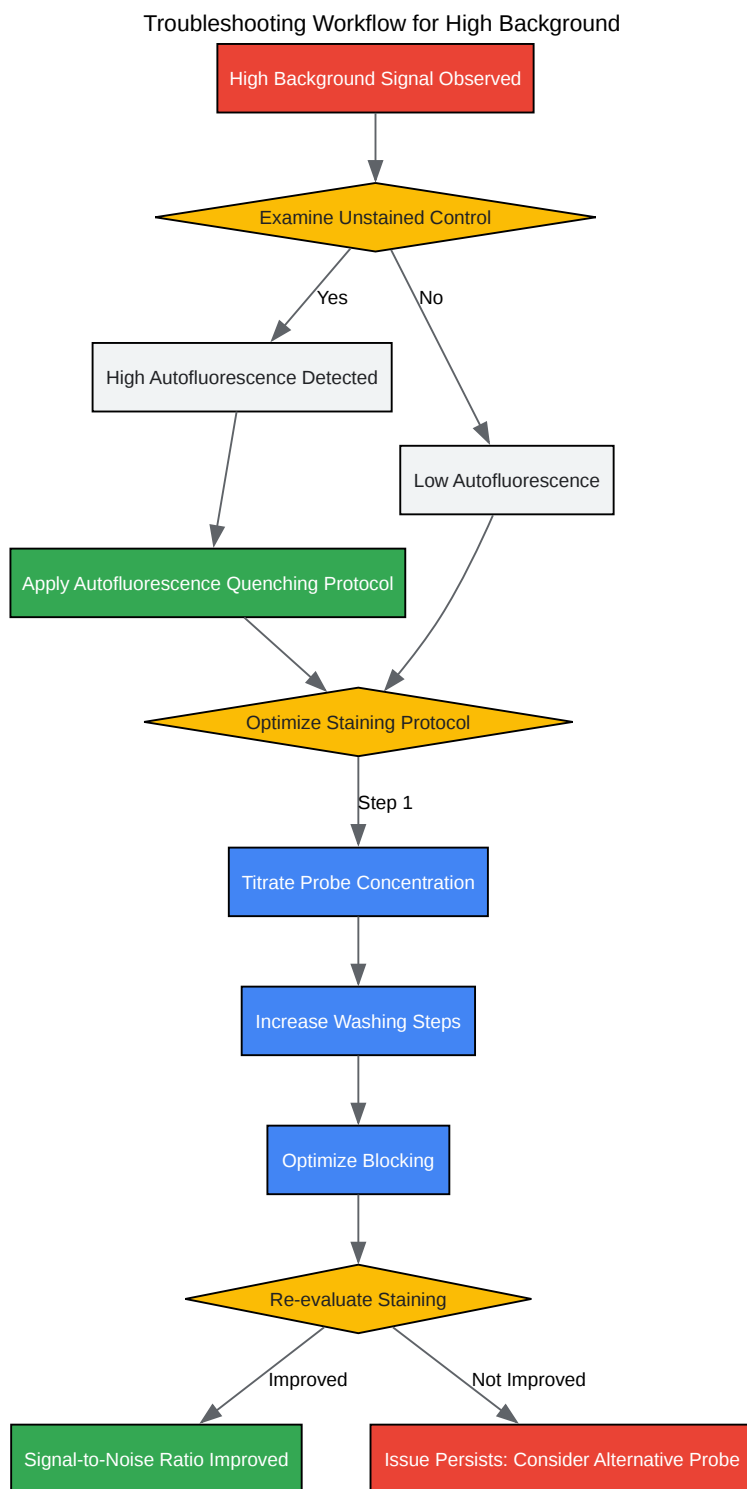 Troubleshooting Workflow for High Background
High Background Signal Observed
Examine Unstained Control
Yes
No
High Autofluorescence Detected
Low Autofluorescence
Apply Autofluorescence Quenching Protocol
Optimize Staining Protocol
Step 1
Titrate Probe Concentration
Increase Washing Steps
Optimize Blocking
Re-evaluate Staining
Improved
Not Improved
Signal-to-Noise Ratio Improved
Issue Persists: Consider Alternative Probe